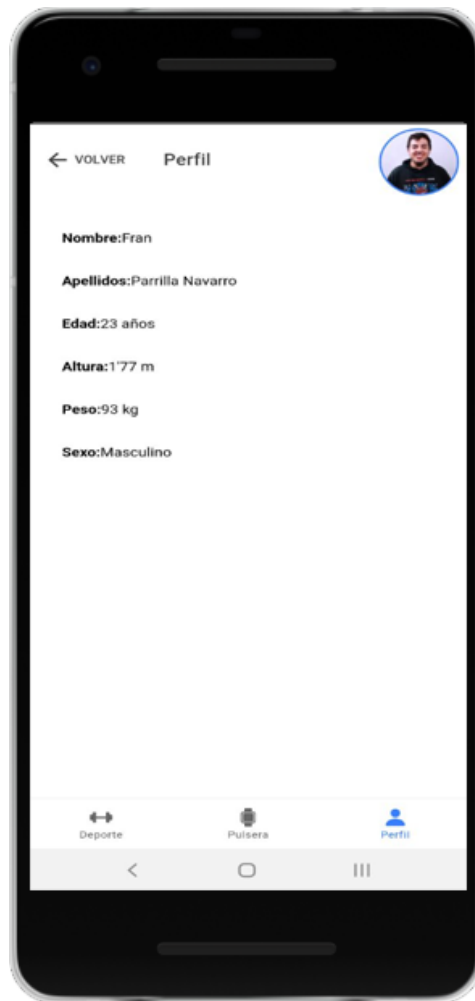 VOLVER Perfil
Nombre:Fran
Apellidos:Parrilla Navarro
Edad:23 años
Altura:1'77 m
Peso:93 kg
Sexo:Masculino
Deporte Pulsera Perfil